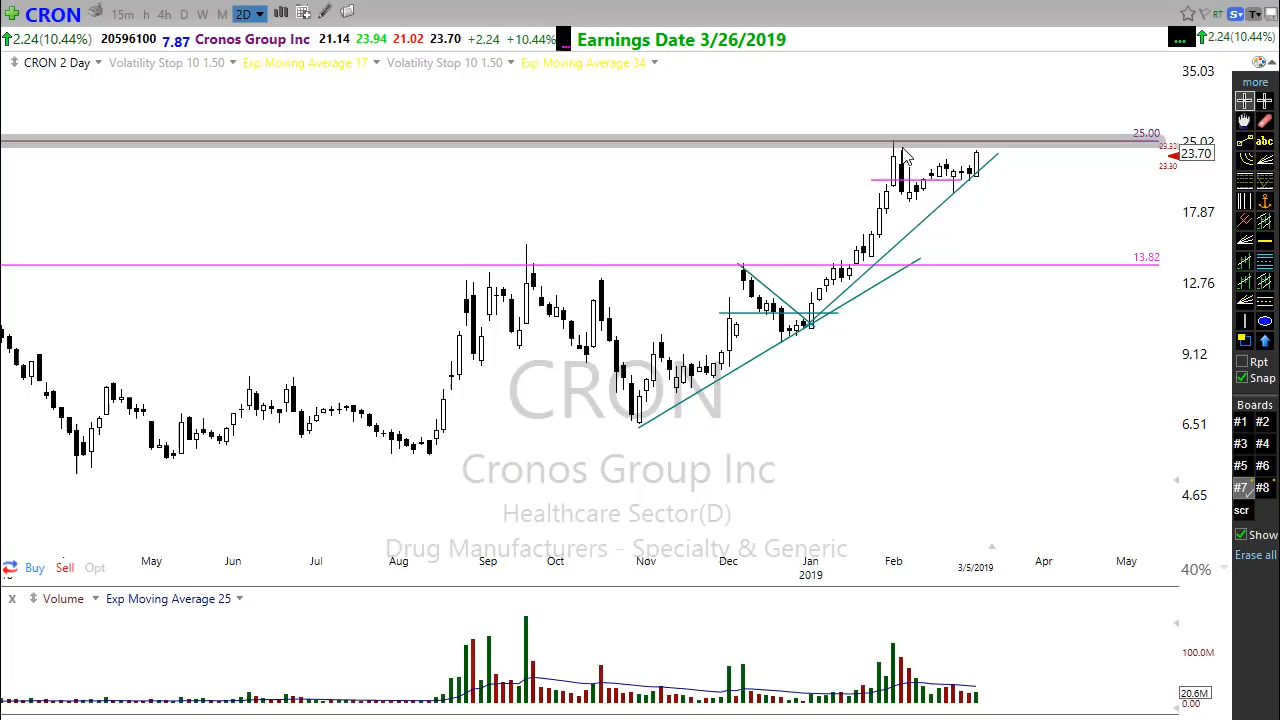 CRON 15m h 4h D W M 2D RT S T
2.24(10.44%) 20596100 7.87 Cronos Group Inc 21.14 23.94 21.02 23.70 +2.24 +10.44% ... Earnings Date 3/26/2019 ... 2.24(10.44%)
CRON 2 Day Volatility Stop 10 1.50 Exp Moving Average 17 Volatility Stop 10 1.50 Exp Moving Average 34
35.03
25.00
25.02
23.70
23.30
17.87
13.82
12.76
9.12
6.51
4.65
CRON
Cronos Group Inc
Healthcare Sector(D)
Drug Manufacturers - Specialty & Generic
May Jun Jul Aug Sep Oct Nov Dec Jan Feb 3/5/2019 Apr May
2019
Buy Sell Opt
40%
X Volume Exp Moving Average 25
100.0M
20.6M
0.00
more
abc
Rpt
Snap
Boards
#1 #2
#3 #4
#5 #6
#7 #8
scr
Show
Erase all